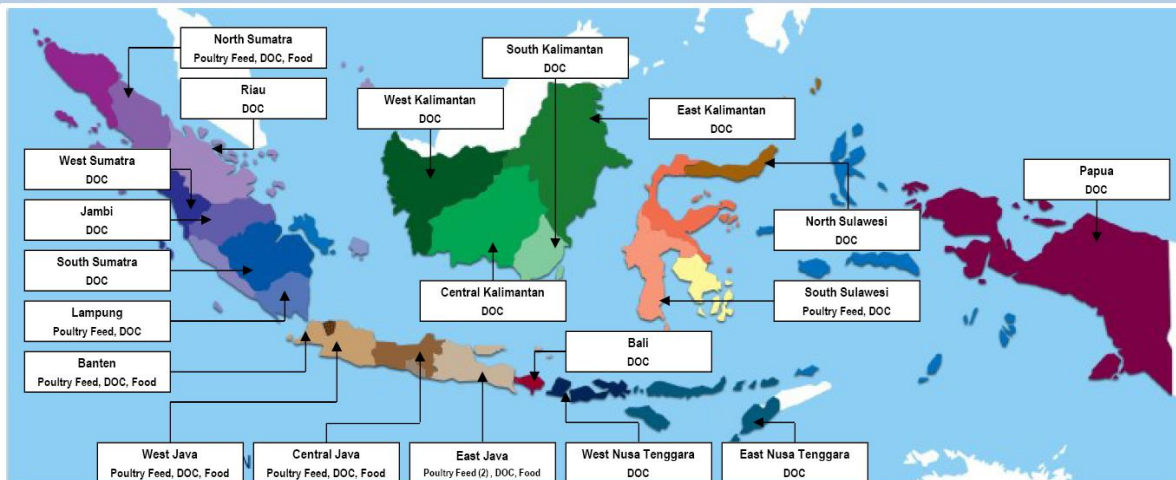 North Sumatra
Poultry Feed, DOC, Food
Riau
DOC
West Sumatra
DOC
Jambi
DOC
South Sumatra
DOC
Lampung
Poultry Feed, DOC
Banten
Poultry Feed, DOC, Food
West Java
Poultry Feed, DOC, Food
Central Java
Poultry Feed, DOC, Food
East Java
Poultry Feed (2) , DOC, Food
West Kalimantan
DOC
South Kalimantan
DOC
East Kalimantan
DOC
Central Kalimantan
DOC
Bali
DOC
West Nusa Tenggara
DOC
East Nusa Tenggara
DOC
North Sulawesi
DOC
South Sulawesi
Poultry Feed, DOC
Papua
DOC